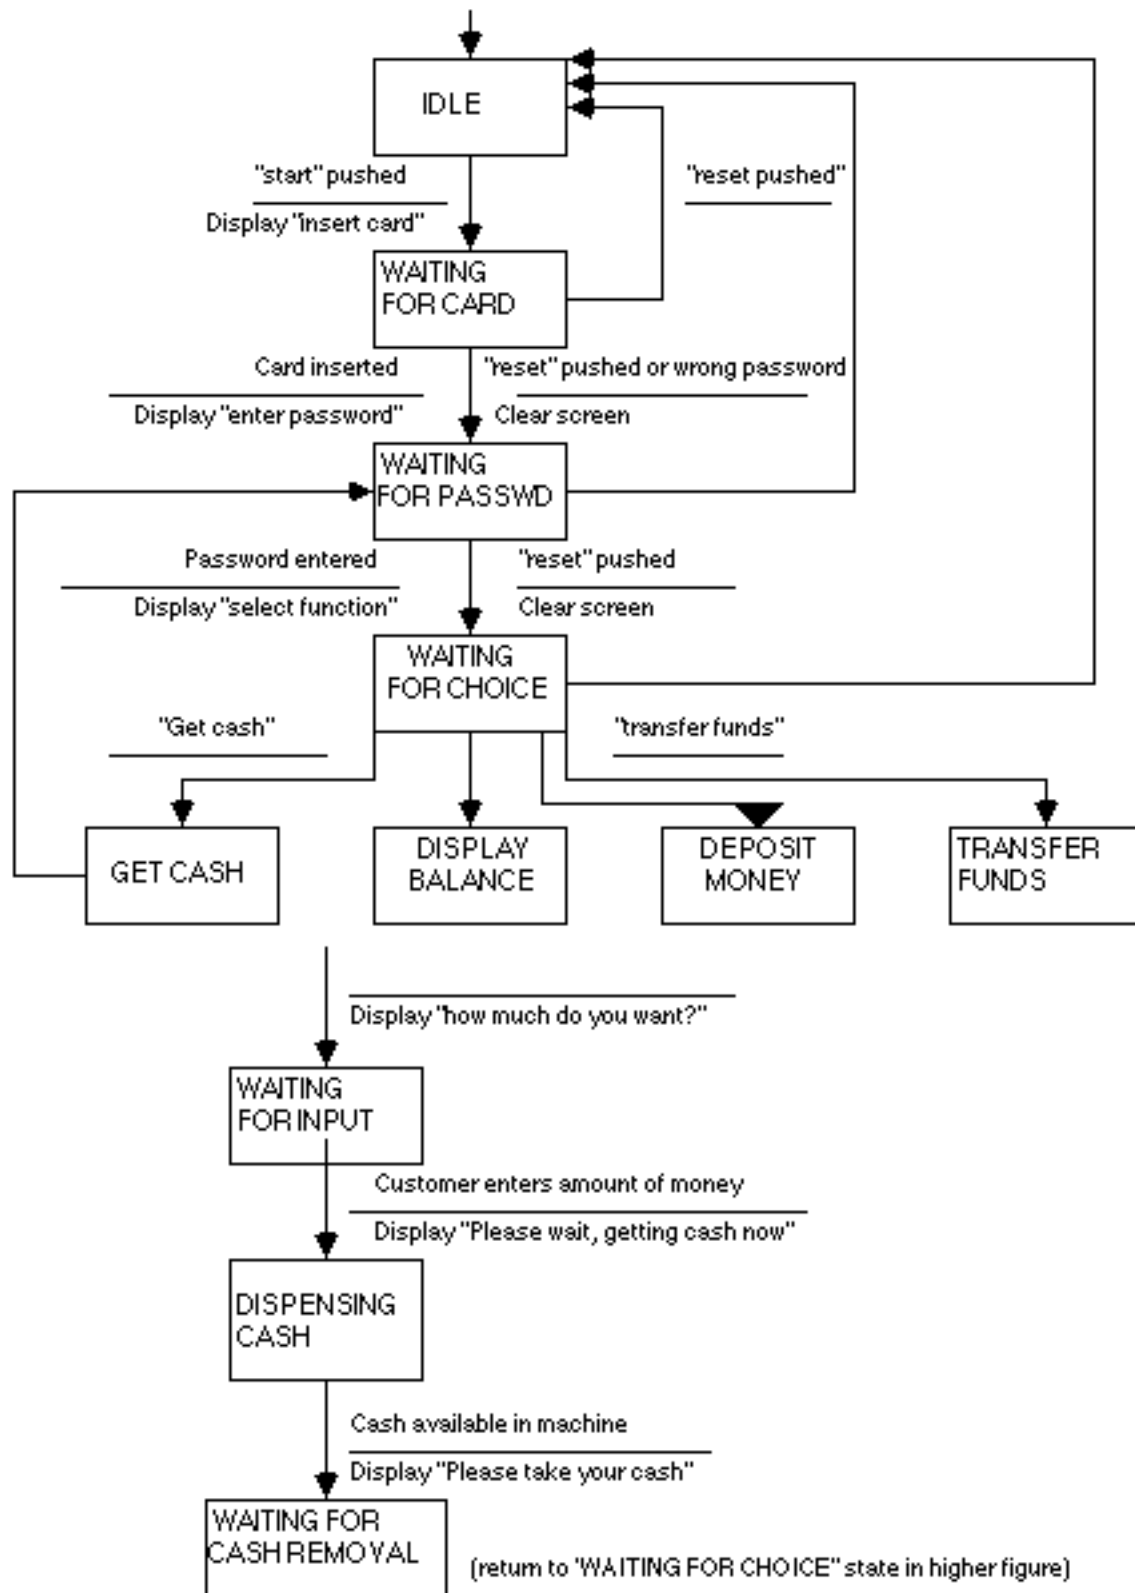 IDLE
"start" pushed
"reset pushed"
Display "insert card"
WAITING
FOR CARD
Card inserted
"reset" pushed or wrong password
Display "enter password"
Clear screen
WAITING
FOR PASSWD
Password entered
"reset" pushed
Display "select function"
Clear screen
WAITING
FOR CHOICE
"Get cash"
"transfer funds"
GET CASH
DISPLAY
BALANCE
DEPOSIT
MONEY
TRANSFER
FUNDS
Display "how much do you want?"
WAITING
FOR INPUT
Customer enters amount of money
Display "Please wait, getting cash now"
DISPENSING
CASH
Cash available in machine
Display "Please take your cash"
WAITING FOR
CASH REMOVAL
(return to 'WAITING FOR CHOICE" state in higher figure)